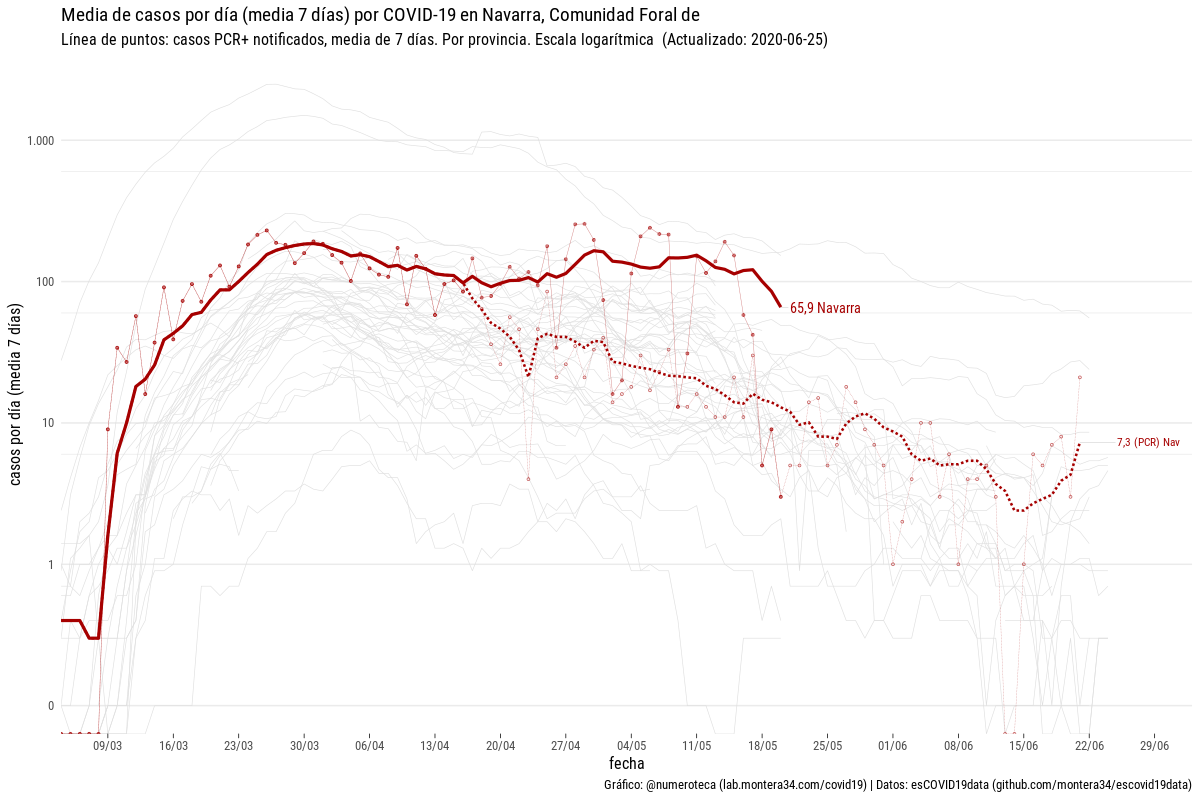 Media de casos por día (media 7 días) por COVID-19 en Navarra, Comunidad Foral de
Línea de puntos: casos PCR+ notificados, media de 7 días. Por provincia. Escala logarítmica (Actualizado: 2020-06-25)
casos por día (media 7 días)
1.000
100
10
1
0
65,9 Navarra
7,3 (PCR) Nav
09/03 16/03 23/03 30/03 06/04 13/04 20/04 27/04 04/05 11/05 18/05 25/05 01/06 08/06 15/06 22/06 29/06
fecha
Gráfico: @numeroteca (lab.montera34.com/covid19) | Datos: esCOVID19data (github.com/montera34/escovid19data)